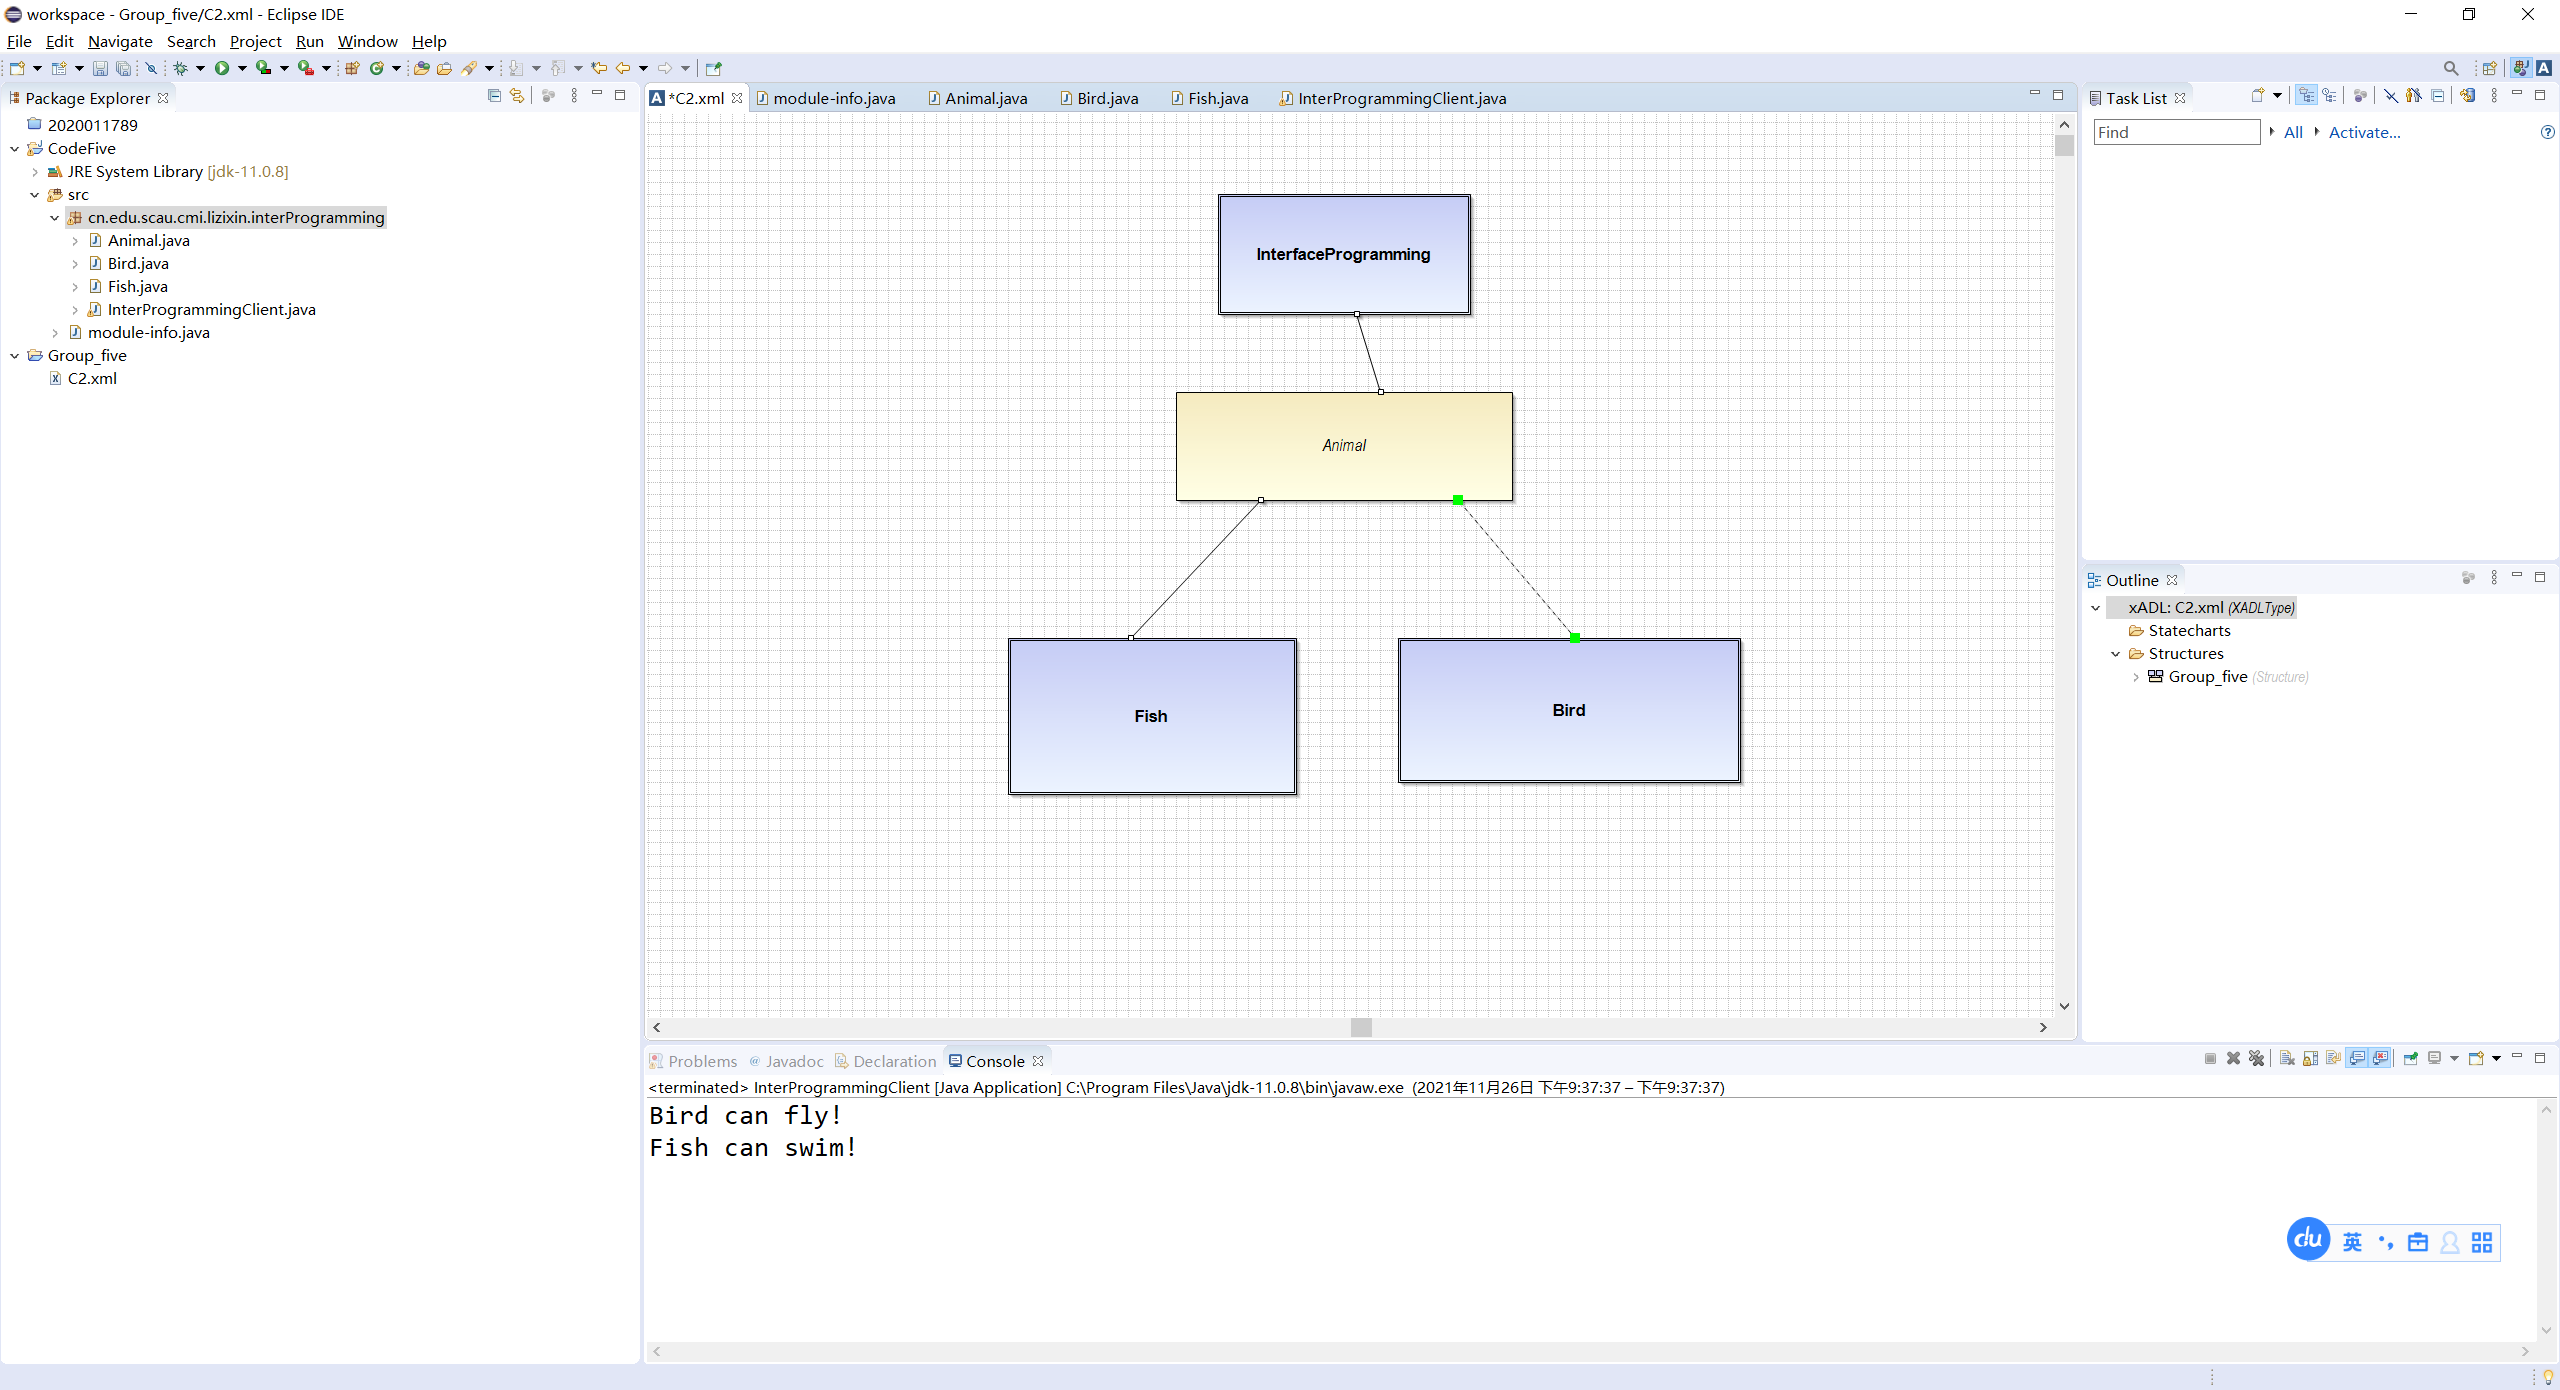 workspace - Group_five/C2.xml - Eclipse IDE
File Edit Navigate Search Project Run Window Help
Package Explorer
2020011789
CodeFive
JRE System Library [jdk-11.0.8]
src
cn.edu.scau.cmi.lizixin.interProgramming
Animal.java
Bird.java
Fish.java
InterProgrammingClient.java
module-info.java
Group_five
C2.xml
*C2.xml module-info.java Animal.java Bird.java Fish.java InterProgrammingClient.java
InterfaceProgramming
Animal
Fish
Bird
Task List
Find All Activate...
Outline
xADL: C2.xml (XADLType)
Statecharts
Structures
Group_five (Structure)
Problems @ Javadoc Declaration Console
<terminated> InterProgrammingClient [Java Application] C:\Program Files\Java\jdk-11.0.8\bin\javaw.exe (2021年11月26日 下午9:37:37 – 下午9:37:37)
Bird can fly!
Fish can swim!
du 英